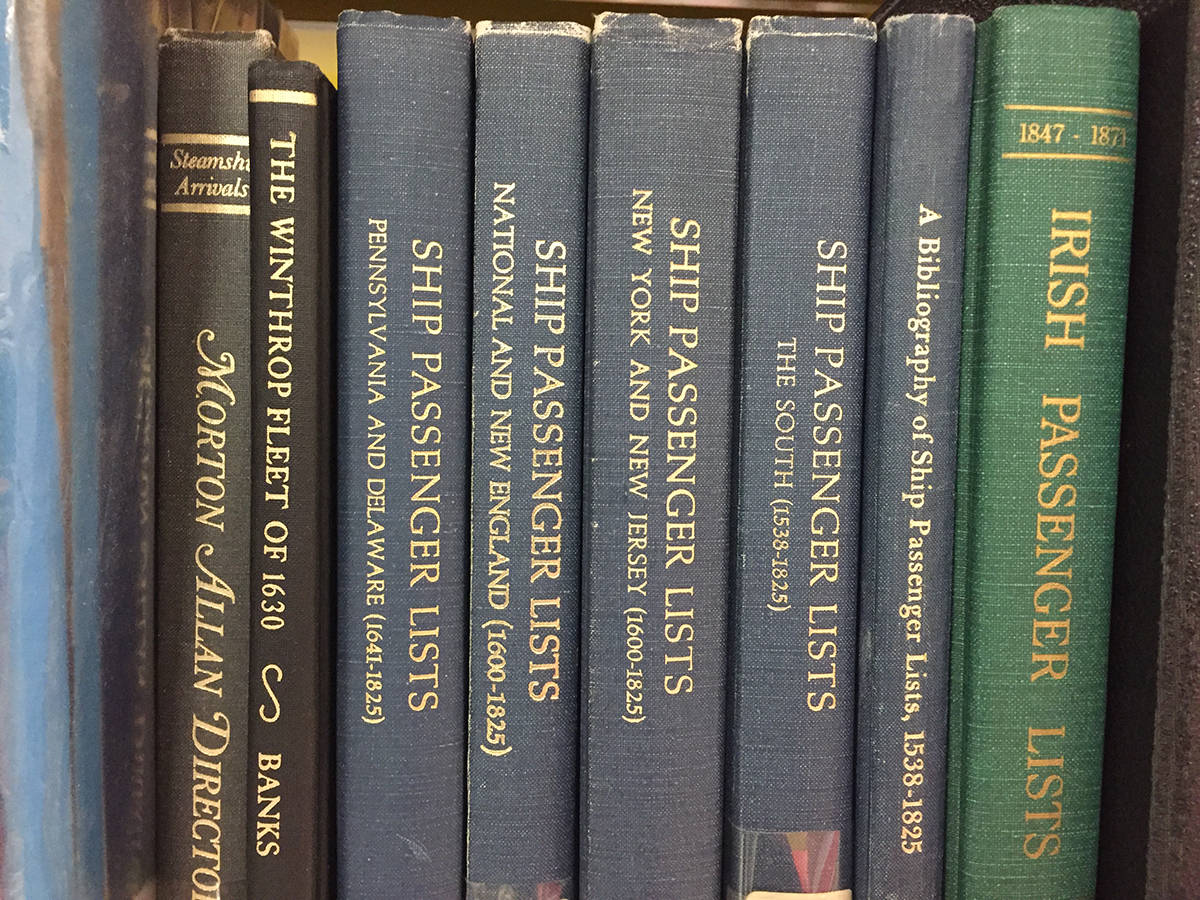 Steamsh
Arrivals
MORTON ALLAN DIRECTO
THE WINTHROP FLEET OF 1630 BANKS
SHIP PASSENGER LISTS
PENNSYLVANIA AND DELAWARE (1641-1825)
SHIP PASSENGER LISTS
NATIONAL AND NEW ENGLAND (1600-1825)
SHIP PASSENGER LISTS
NEW YORK AND NEW JERSEY (1600-1825)
SHIP PASSENGER LISTS
THE SOUTH (1538-1825)
A Bibliography of Ship Passenger Lists, 1538-1825
1847 - 1871
IRISH PASSENGER LISTS